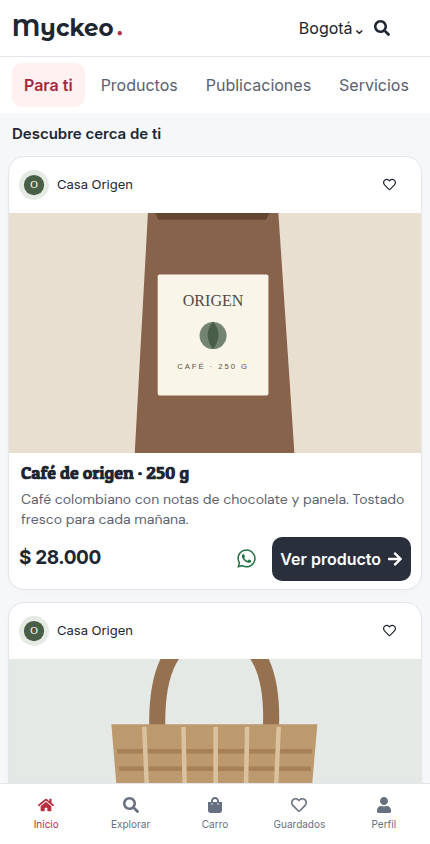 Myckeo.
Bogotá
Para ti Productos Publicaciones Servicios
Descubre cerca de ti
O Casa Origen
ORIGEN
CAFÉ · 250 G
Café de origen · 250 g
Café colombiano con notas de chocolate y panela. Tostado
fresco para cada mañana.
$ 28.000 Ver producto →
O Casa Origen
Inicio Explorar Carro Guardados Perfil